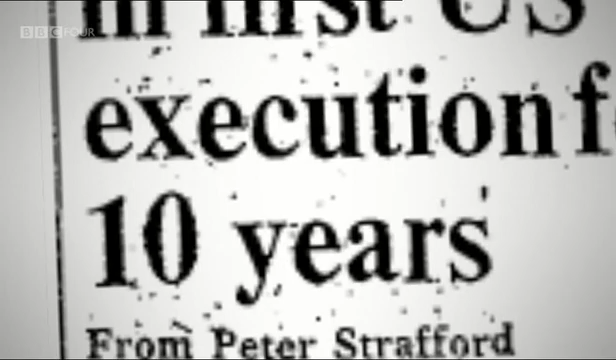 BBC FOUR
in first US
execution f
10 years
From Peter Strafford